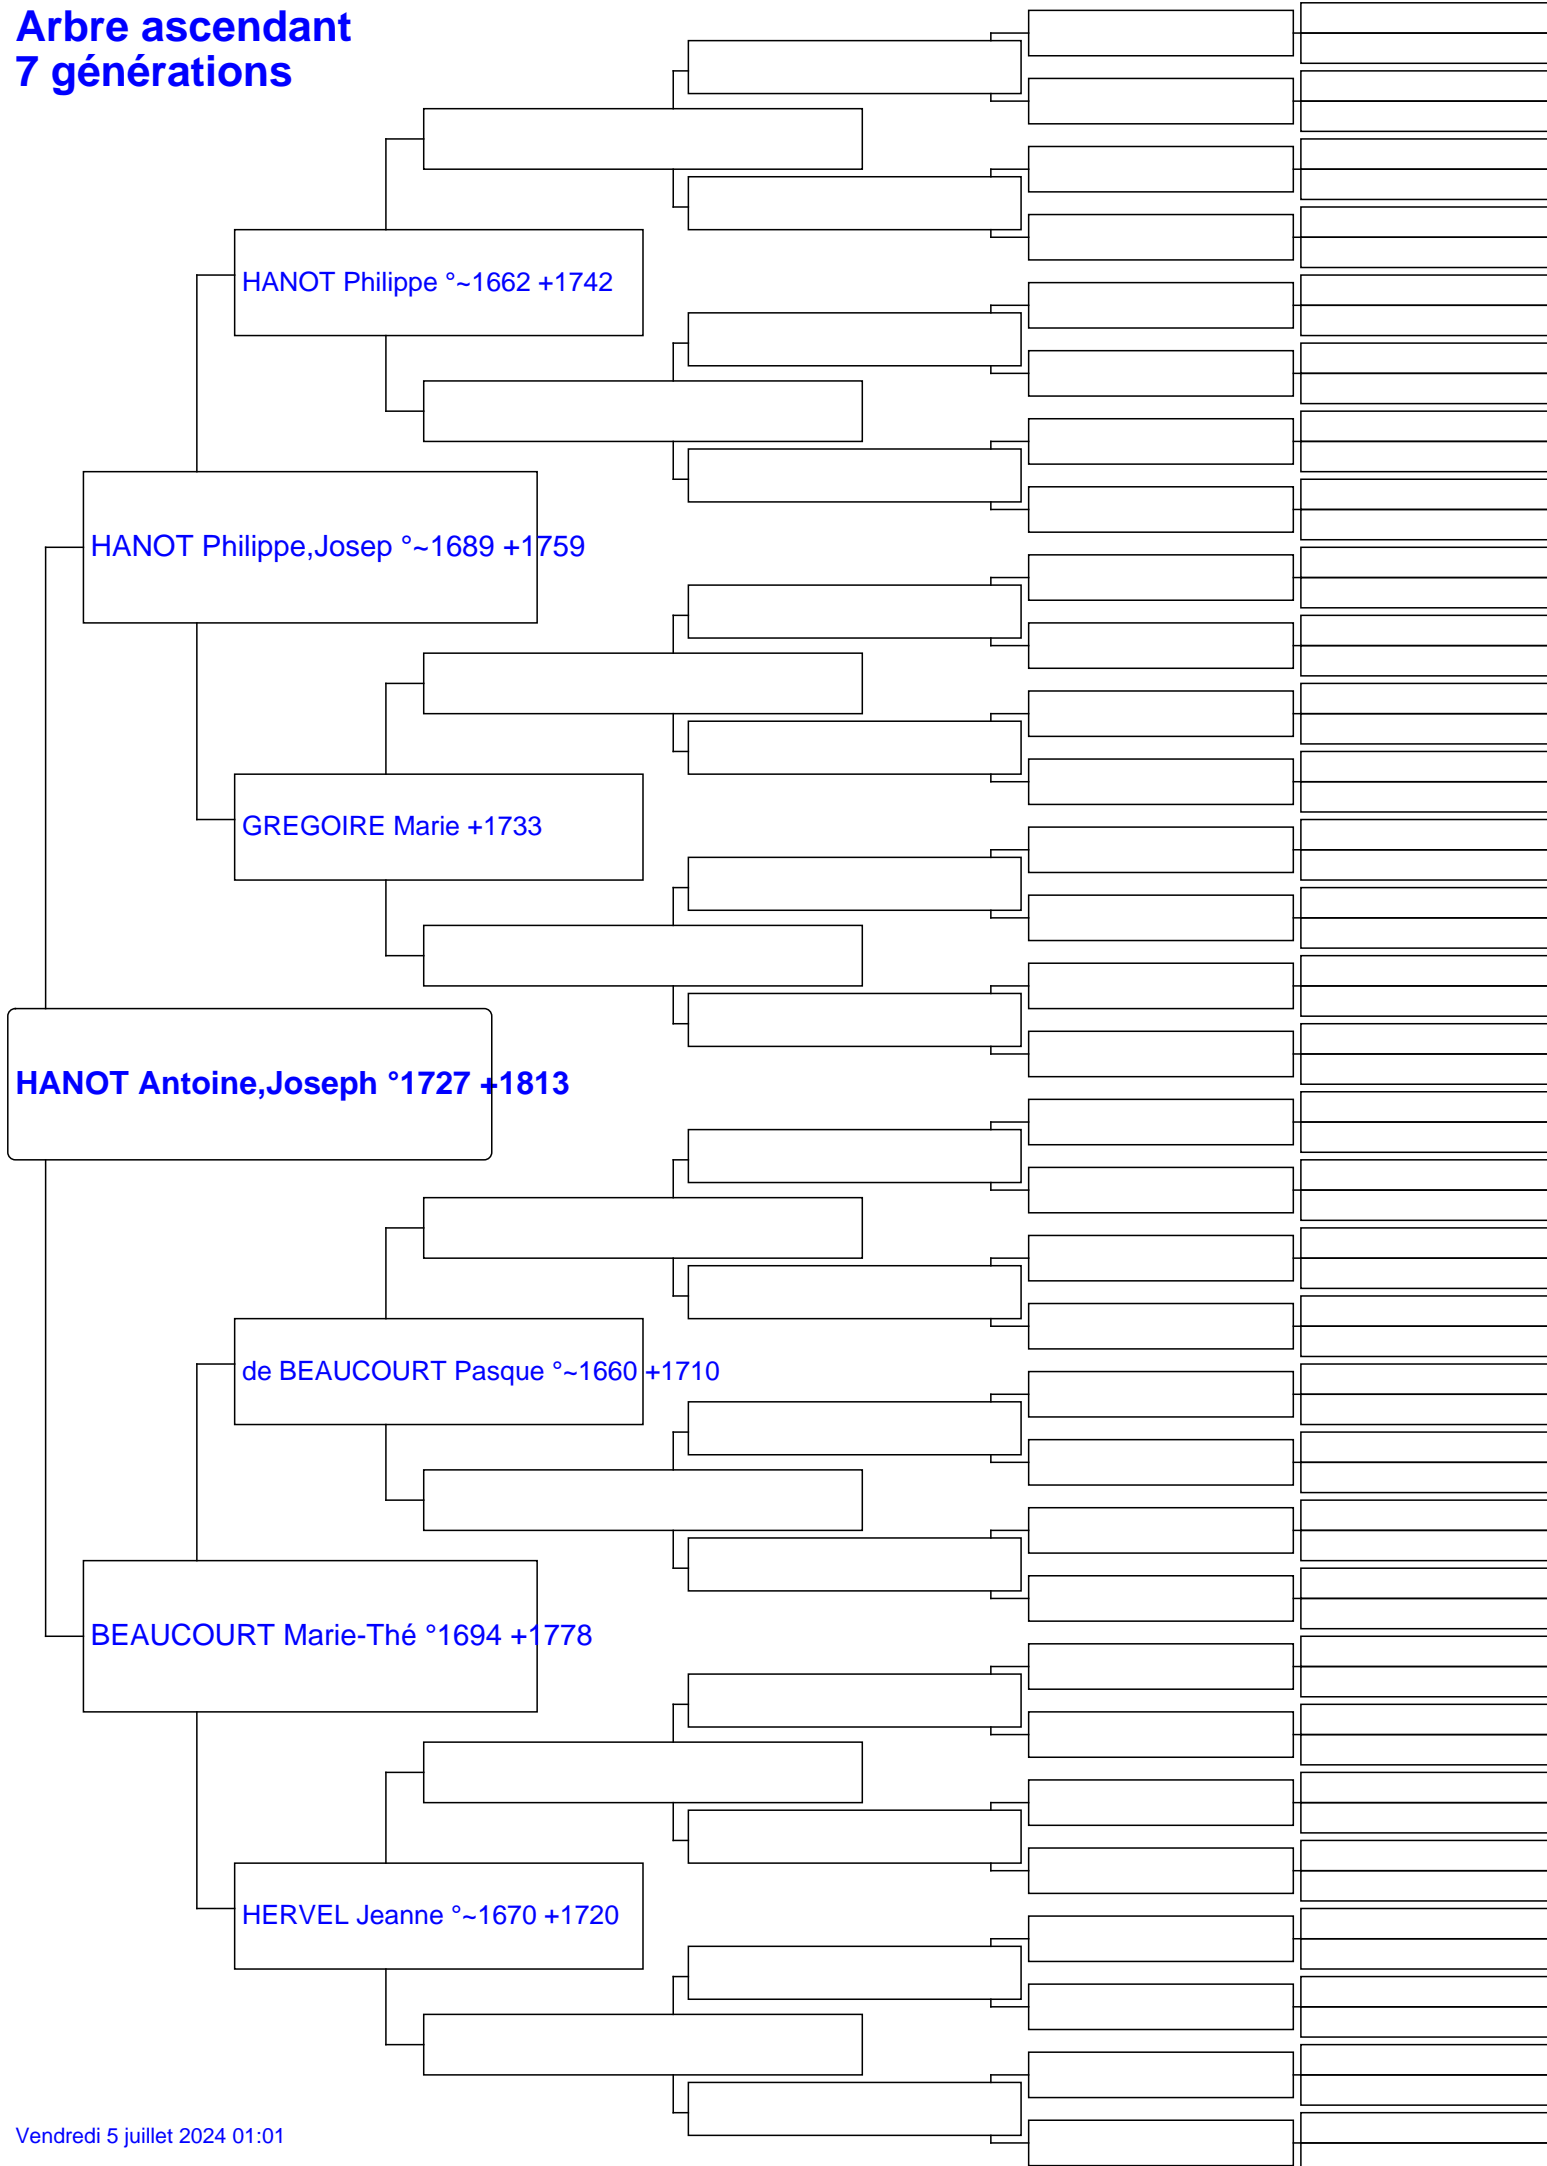 Arbre ascendant
7 générations
HANOT Philippe °~1662 +1742
HANOT Philippe,Josep °~1689 +1759
GREGOIRE Marie +1733
HANOT Antoine,Joseph °1727 +1813
de BEAUCOURT Pasque °~1660 +1710
BEAUCOURT Marie-Thé °1694 +1778
HERVEL Jeanne °~1670 +1720
Vendredi 5 juillet 2024 01:01